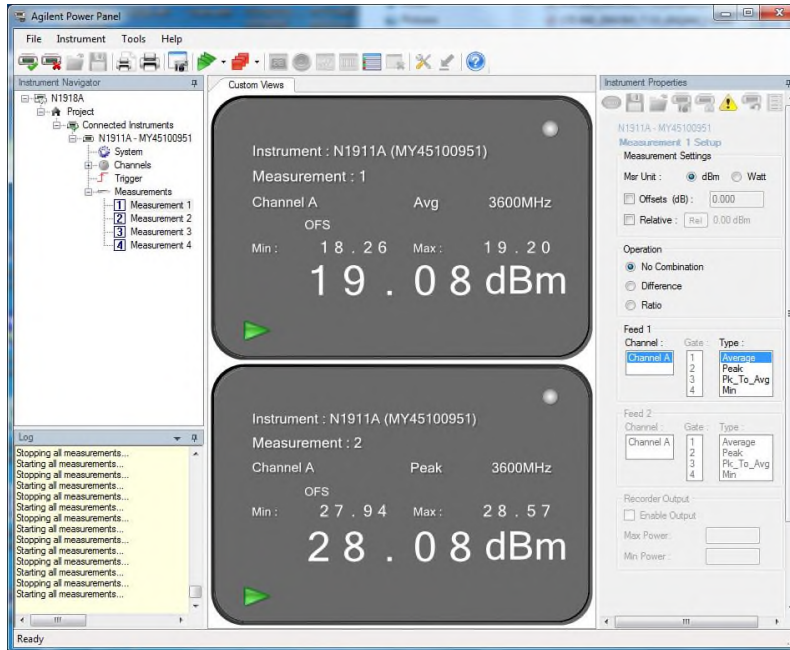 Agilent Power Panel
File Instrument Tools Help
Instrument Navigator
N1918A
Project
Connected Instruments
N1911A - MY45100951
System
Channels
Trigger
Measurements
1 Measurement 1
2 Measurement 2
3 Measurement 3
4 Measurement 4
Log
Stopping all measurements...
Starting all measurements...
Stopping all measurements...
Starting all measurements...
Stopping all measurements...
Starting all measurements...
Stopping all measurements...
Starting all measurements...
Stopping all measurements...
Starting all measurements...
Stopping all measurements...
Starting all measurements...
Stopping all measurements...
Starting all measurements...
Ready
Custom Views
Instrument : N1911A (MY45100951)
Measurement : 1
Channel A Avg 3600MHz
OFS
Min : 18.26 Max : 19.20
19.08 dBm
Instrument : N1911A (MY45100951)
Measurement : 2
Channel A Peak 3600MHz
OFS
Min : 27.94 Max : 28.57
28.08 dBm
Instrument Properties
N1911A - MY45100951
Measurement 1 Setup
Measurement Settings
Msr Unit : dBm Watt
Offsets (dB) : 0.000
Relative : Rel 0.00 dBm
Operation
No Combination
Difference
Ratio
Feed 1
Channel : Gate : Type :
Channel A 1 Average
2 Peak
3 Pk_To_Avg
4 Min
Feed 2
Channel : Gate : Type :
Channel A 1 Average
2 Peak
3 Pk_To_Avg
4 Min
Recorder Output
Enable Output
Max Power :
Min Power :